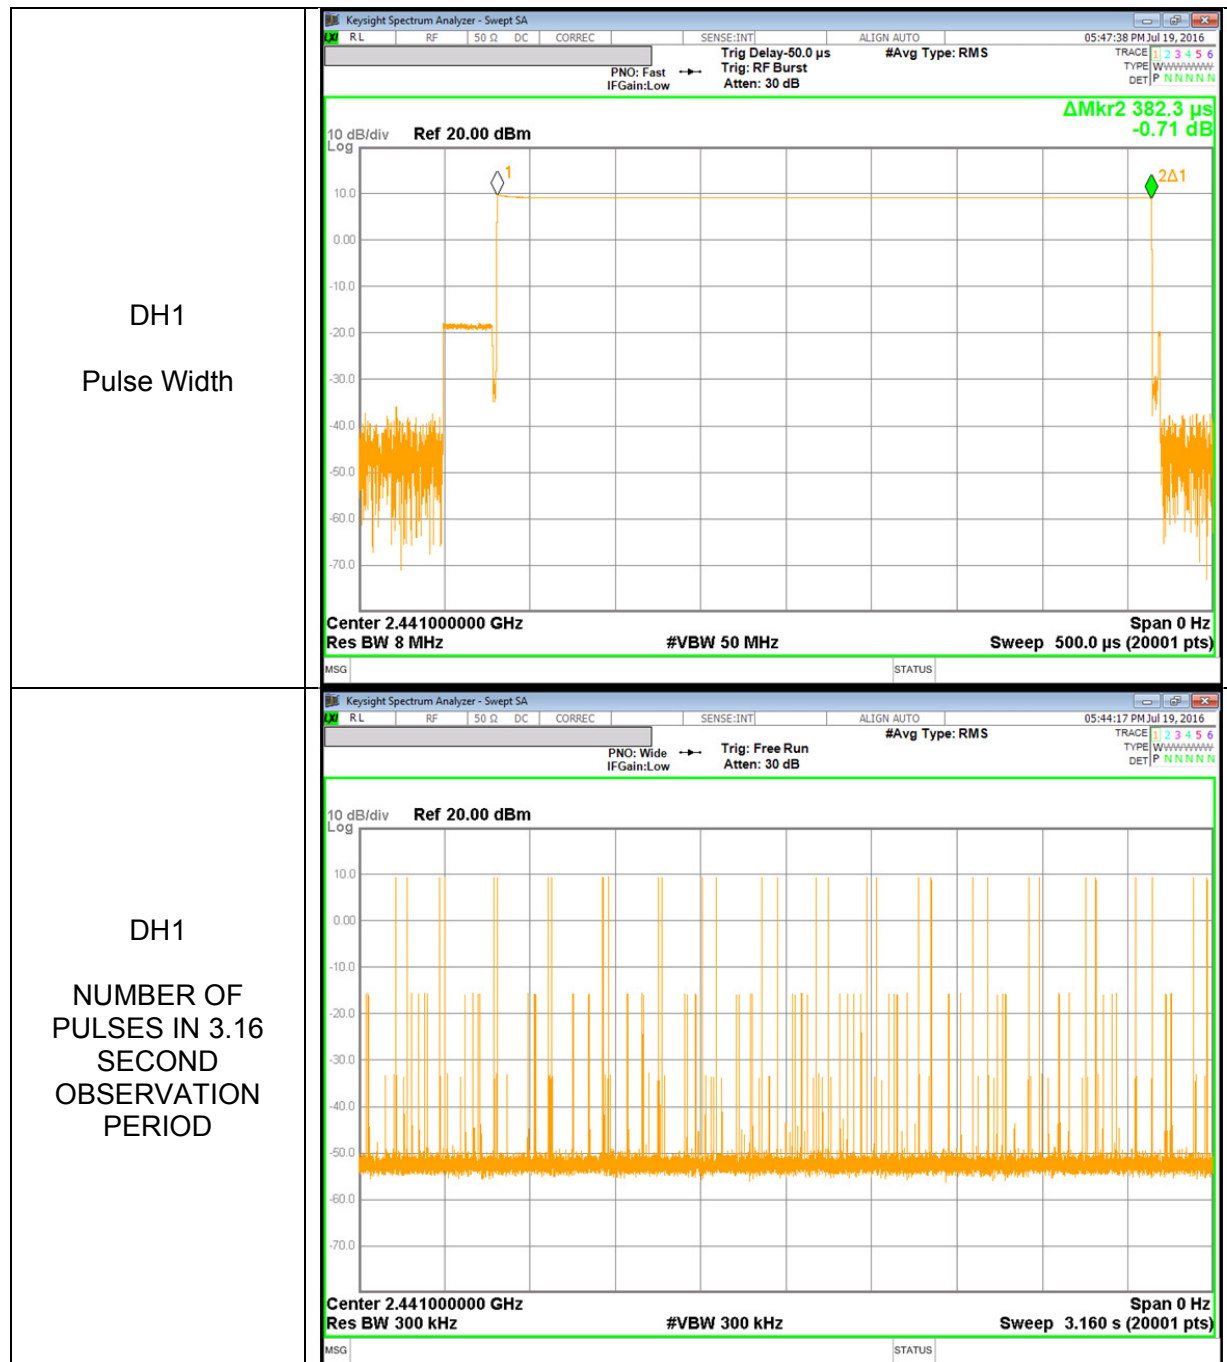 DH1
Pulse Width
Keysight Spectrum Analyzer - Swept SA
LXI RL RF 50 Ω DC CORREC SENSE:INT ALIGN AUTO 05:47:38 PM Jul 19, 2016
Trig Delay-50.0 µs #Avg Type: RMS TRACE 1 2 3 4 5 6
PNO: Fast Trig: RF Burst TYPE WWWWWWW
IFGain:Low Atten: 30 dB DET P N N N N N
ΔMkr2 382.3 µs
-0.71 dB
10 dB/div Ref 20.00 dBm
Log
1
2Δ1
10.0
0.00
-10.0
-20.0
-30.0
-40.0
-50.0
-60.0
-70.0
Center 2.441000000 GHz Span 0 Hz
Res BW 8 MHz #VBW 50 MHz Sweep 500.0 µs (20001 pts)
MSG STATUS
DH1
NUMBER OF
PULSES IN 3.16
SECOND
OBSERVATION
PERIOD
Keysight Spectrum Analyzer - Swept SA
LXI RL RF 50 Ω DC CORREC SENSE:INT ALIGN AUTO 05:44:17 PM Jul 19, 2016
#Avg Type: RMS TRACE 1 2 3 4 5 6
PNO: Wide Trig: Free Run TYPE WWWWWWW
IFGain:Low Atten: 30 dB DET P N N N N N
10 dB/div Ref 20.00 dBm
Log
10.0
0.00
-10.0
-20.0
-30.0
-40.0
-50.0
-60.0
-70.0
Center 2.441000000 GHz Span 0 Hz
Res BW 300 kHz #VBW 300 kHz Sweep 3.160 s (20001 pts)
MSG STATUS